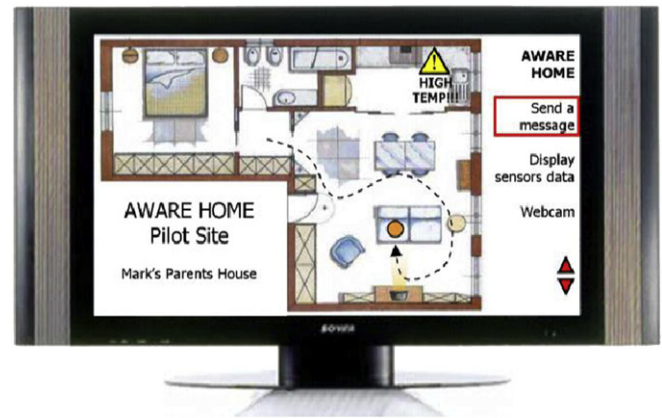 HIGH
TEMP!!!
AWARE
HOME
Send a
message
Display
sensors data
Webcam
AWARE HOME
Pilot Site
Mark's Parents House